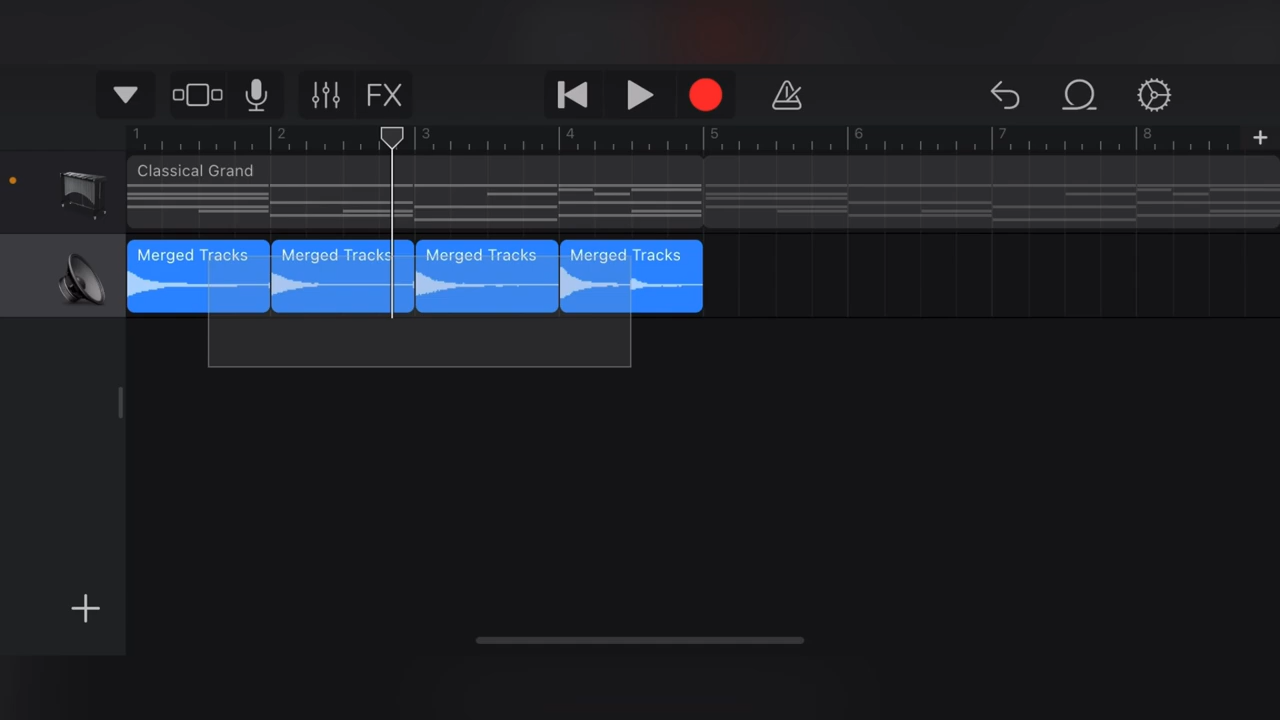 FX
1 2 3 4 5 6 7 8
Classical Grand
Merged Tracks Merged Tracks Merged Tracks Merged Tracks